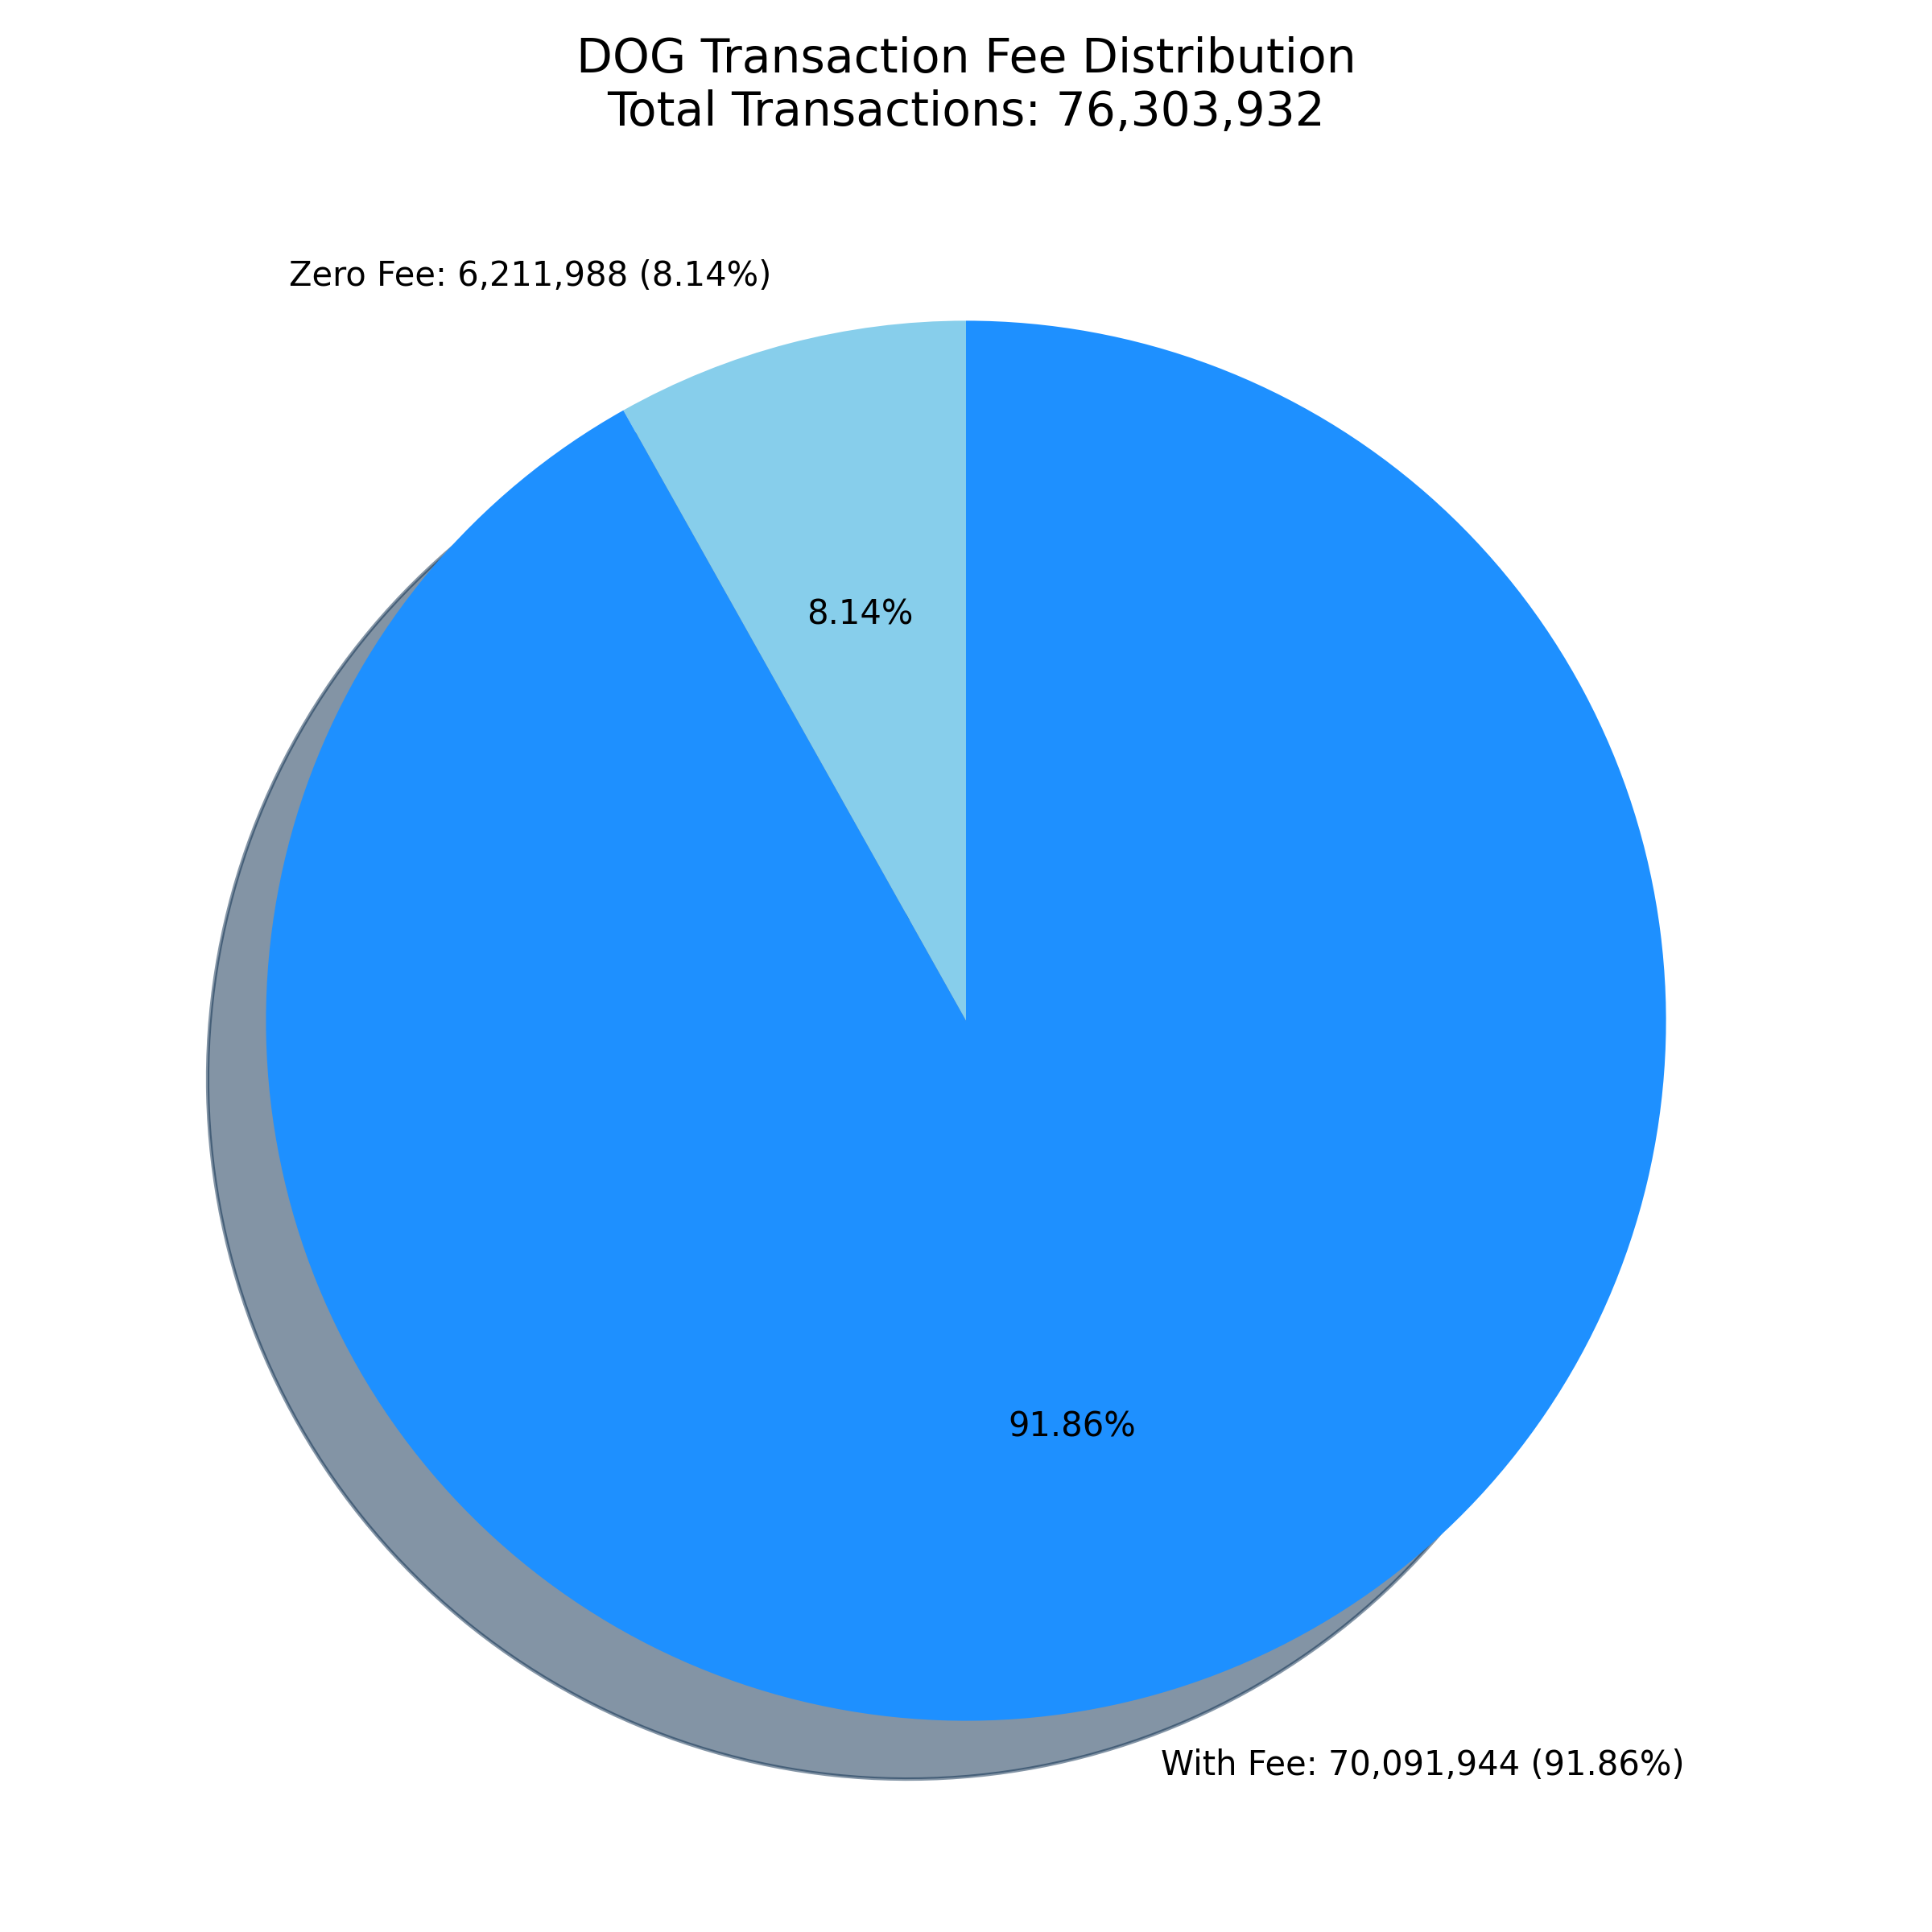 DOG Transaction Fee Distribution
Total Transactions: 76,303,932
Zero Fee: 6,211,988 (8.14%)
8.14%
91.86%
With Fee: 70,091,944 (91.86%)